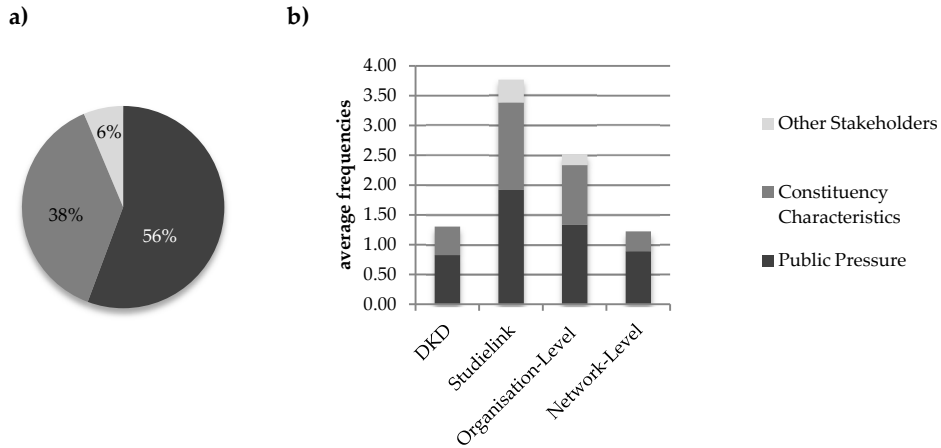 a)
6%
38%
56%
b)
average frequencies
4.00
3.50
3.00
2.50
2.00
1.50
1.00
0.50
0.00
DKD
Studielink
Organisation-Level
Network-Level
Other Stakeholders
Constituency
Characteristics
Public Pressure